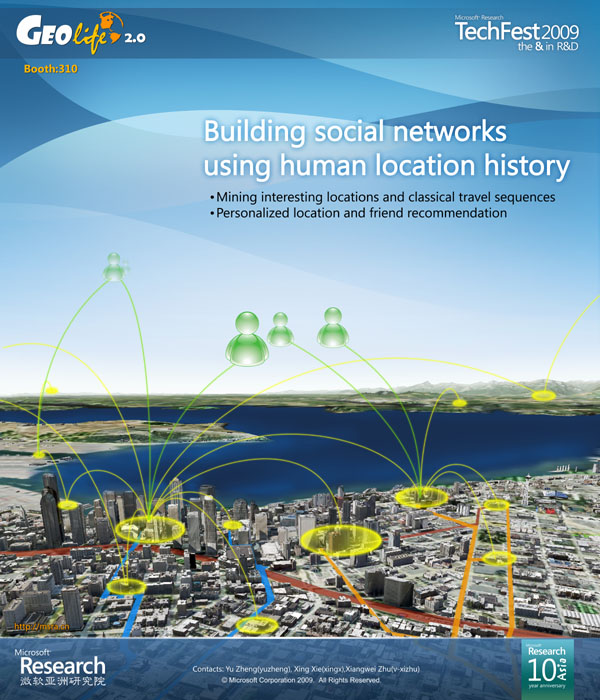 GEOlife 2.0
Microsoft Research
TechFest2009
the & in R&D
Booth:310
Building social networks
using human location history
• Mining interesting locations and classical travel sequences
• Personalized location and friend recommendation
http://msra.cn
Microsoft
Research
微软亚洲研究院
Contacts: Yu Zheng(yuzheng), Xing Xie(xingx),Xiangwei Zhu(v-xizhu)
© Microsoft Corporation 2009. All Rights Reserved.
Microsoft
Research
10 Asia
year anniversary